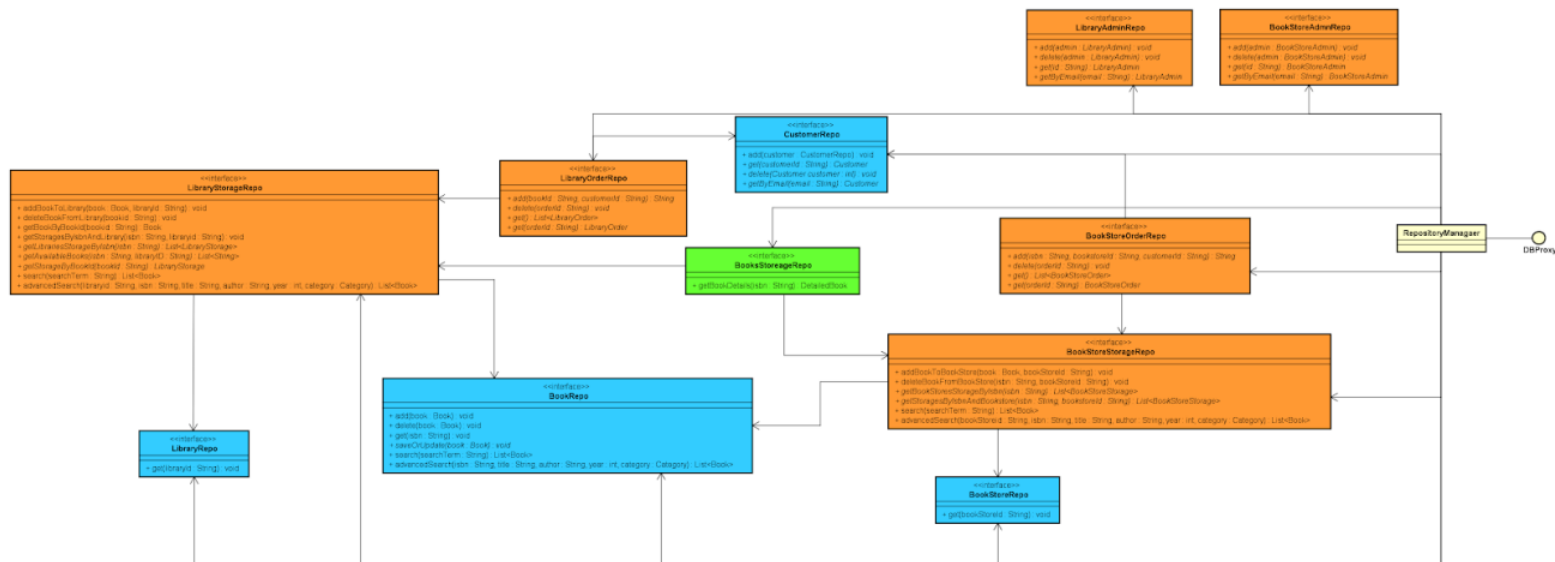 <<interface>>
LibraryAdminRepo
+ add(admin : LibraryAdmin) : void
+ delete(admin : LibraryAdmin) : void
+ get(id : String) : LibraryAdmin
+ getByEmail(email : String) : LibraryAdmin
<<interface>>
BookStoreAdmnRepo
+ add(admin : BookStoreAdmin) : void
+ delete(admin : BookStoreAdmin) : void
+ get(id : String) : BookStoreAdmin
+ getByEmail(email : String) : BookStoreAdmin
<<interface>>
CustomerRepo
+ add(customer : CustomerRepo) : void
+ get(customerId : String) : Customer
+ delete(Customer customer : int) : void
+ getByEmail(email : String) : Customer
<<interface>>
LibraryStorageRepo
+ addBookToLibrary(book : Book, libraryId : String) : void
+ deleteBookFromLibrary(bookid : String) : void
+ getBookByBookid(bookid : String) : Book
+ getStoragesByIsbnAndLibrary(isbn : String, libraryid : String) : void
+ getLibrariesStorageByIsbn(isbn : String) : List<LibraryStorage>
+ getAvailableBooks(isbn : String, libraryID : String) : List<String>
+ getStorageByBookId(bookId : String) : LibraryStorage
+ search(searchTerm : String) : List<Book>
+ advancedSearch(libraryId : String, isbn : String, title : String, author : String, year : int, category : Category) : List<Book>
<<interface>>
LibraryOrderRepo
+ add(bookId : String, customerId : String) : String
+ delete(orderId : String) : void
+ get() : List<LibraryOrder>
+ get(orderId : String) : LibraryOrder
<<interface>>
BookStoreOrderRepo
+ add(isbn : String, bookstoreId : String, customerId : String) : String
+ delete(orderId : String) : void
+ get() : List<BookStoreOrder>
+ get(orderId : String) : BookStoreOrder
RepositoryManagaer
DBProxy
<<interface>>
BooksStoreageRepo
+ getBookDetails(isbn : String) : DetailedBook
<<interface>>
BookStoreStorageRepo
+ addBookToBookStore(book : Book, bookStoreId : String) : void
+ deleteBookFromBookStore(isbn : String, bookStoreId : String) : void
+ getBookStoresStorageByIsbn(isbn : String) : List<BookStoreStorage>
+ getStoragesByIsbnAndBookstore(isbn : String, bookstoreId : String) : List<BookStoreStorage>
+ search(searchTerm : String) : List<Book>
+ advancedSearch(bookStoreId : String, isbn : String, title : String, author : String, year : int, category : Category) : List<Book>
<<interface>>
BookRepo
+ add(book : Book) : void
+ delete(book : Book) : void
+ get(isbn : String) : void
+ saveOrUpdate(book : Book) : void
+ search(searchTerm : String) : List<Book>
+ advancedSearch(isbn : String, title : String, author : String, year : int, category : Category) : List<Book>
<<interface>>
LibraryRepo
+ get(libraryId : String) : void
<<interface>>
BookStoreRepo
+ get(bookStoreId : String) : void